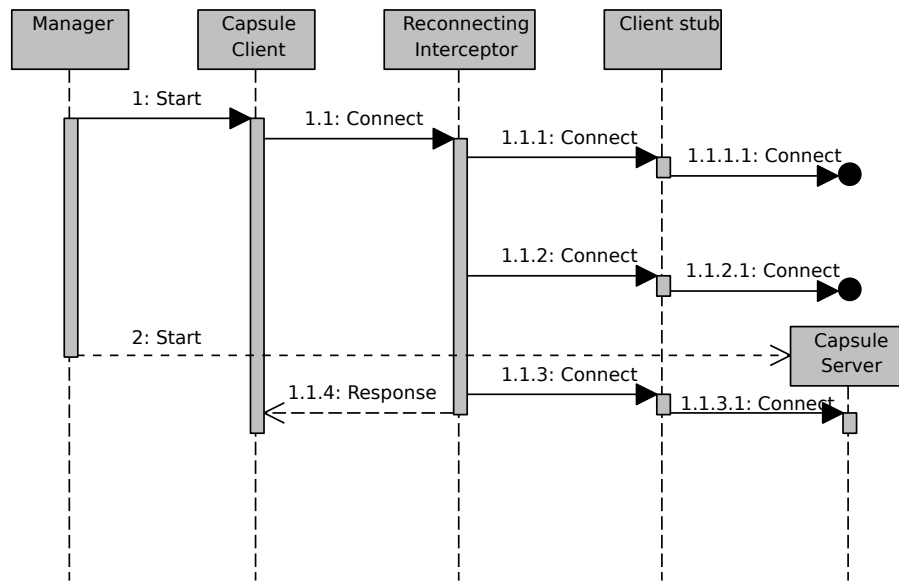 Manager
Capsule
Client
Reconnecting
Interceptor
Client stub
1: Start
1.1: Connect
1.1.1: Connect
1.1.1.1: Connect
1.1.2: Connect
1.1.2.1: Connect
2: Start
Capsule
Server
1.1.3: Connect
1.1.4: Response
1.1.3.1: Connect